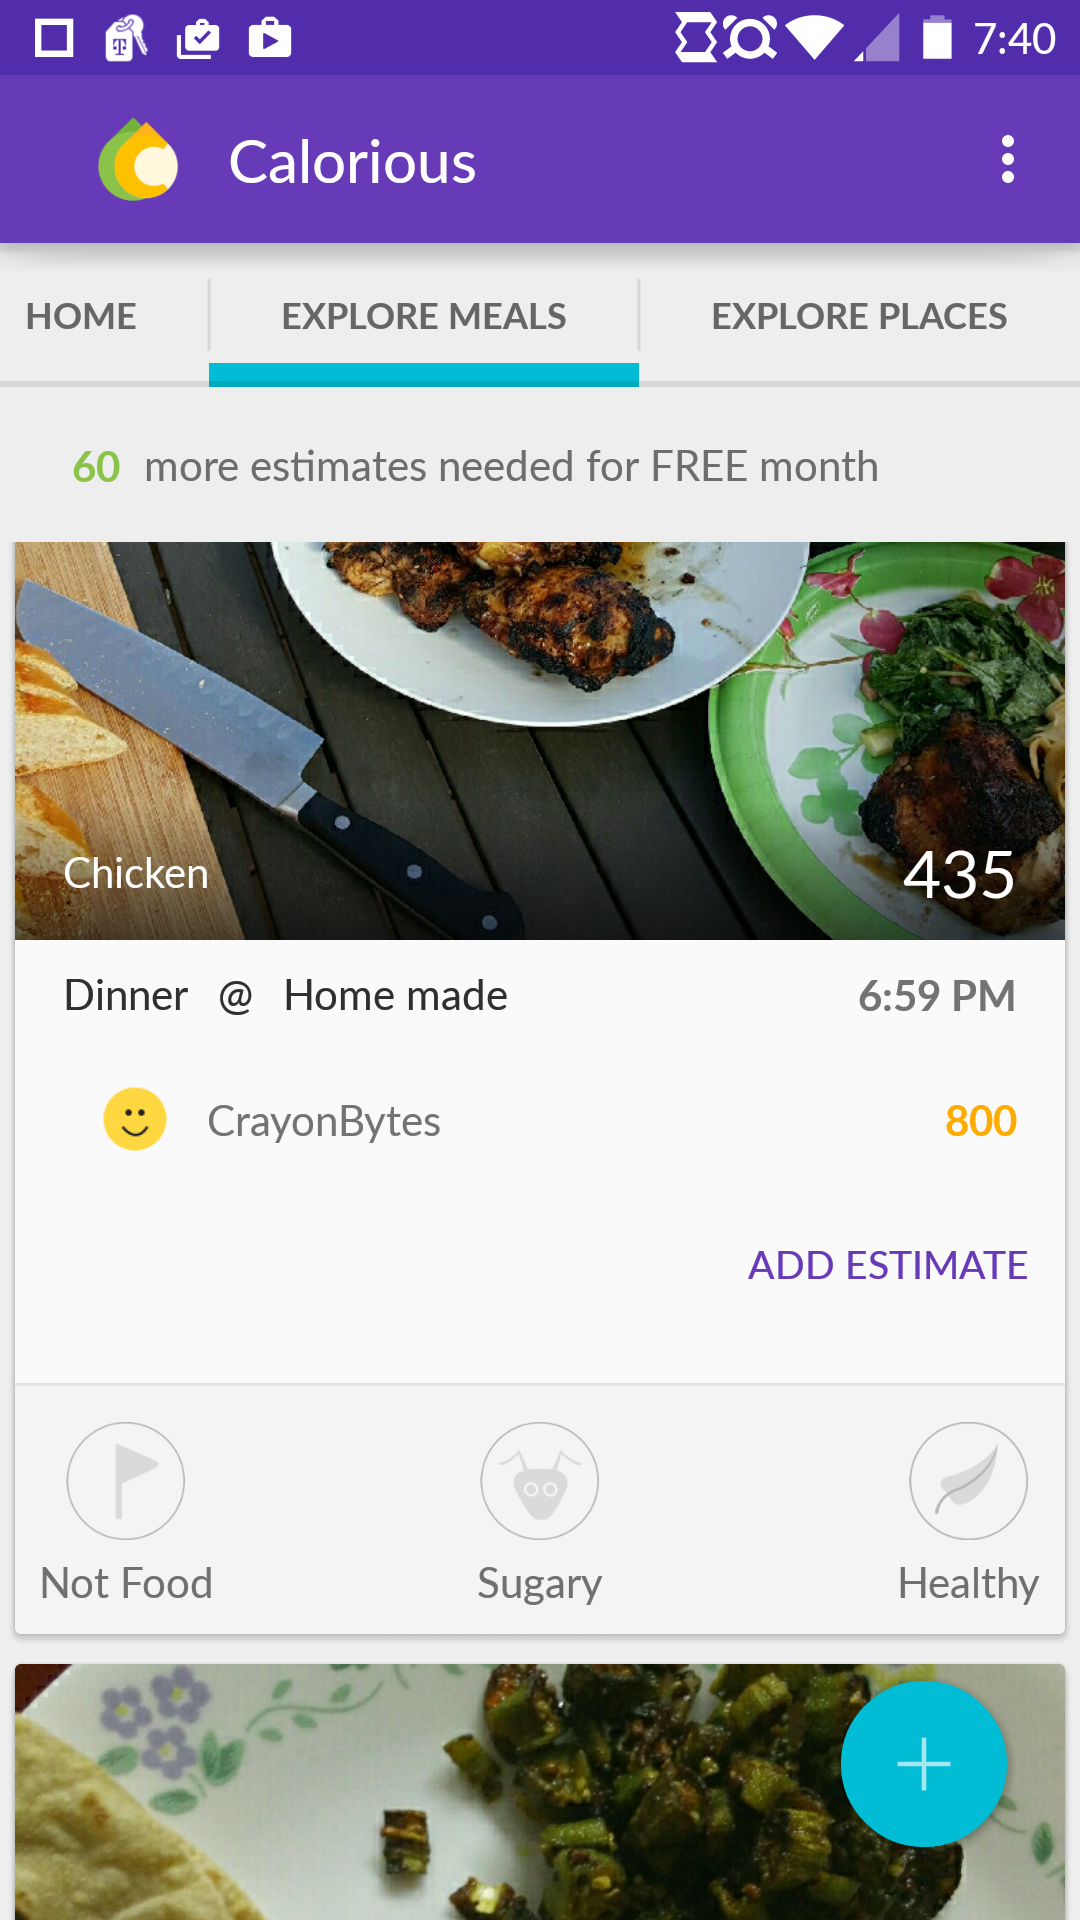 7:40
Calorious
HOME
EXPLORE MEALS
EXPLORE PLACES
60 more estimates needed for FREE month
Chicken
435
Dinner @ Home made
6:59 PM
CrayonBytes
800
ADD ESTIMATE
Not Food
Sugary
Healthy